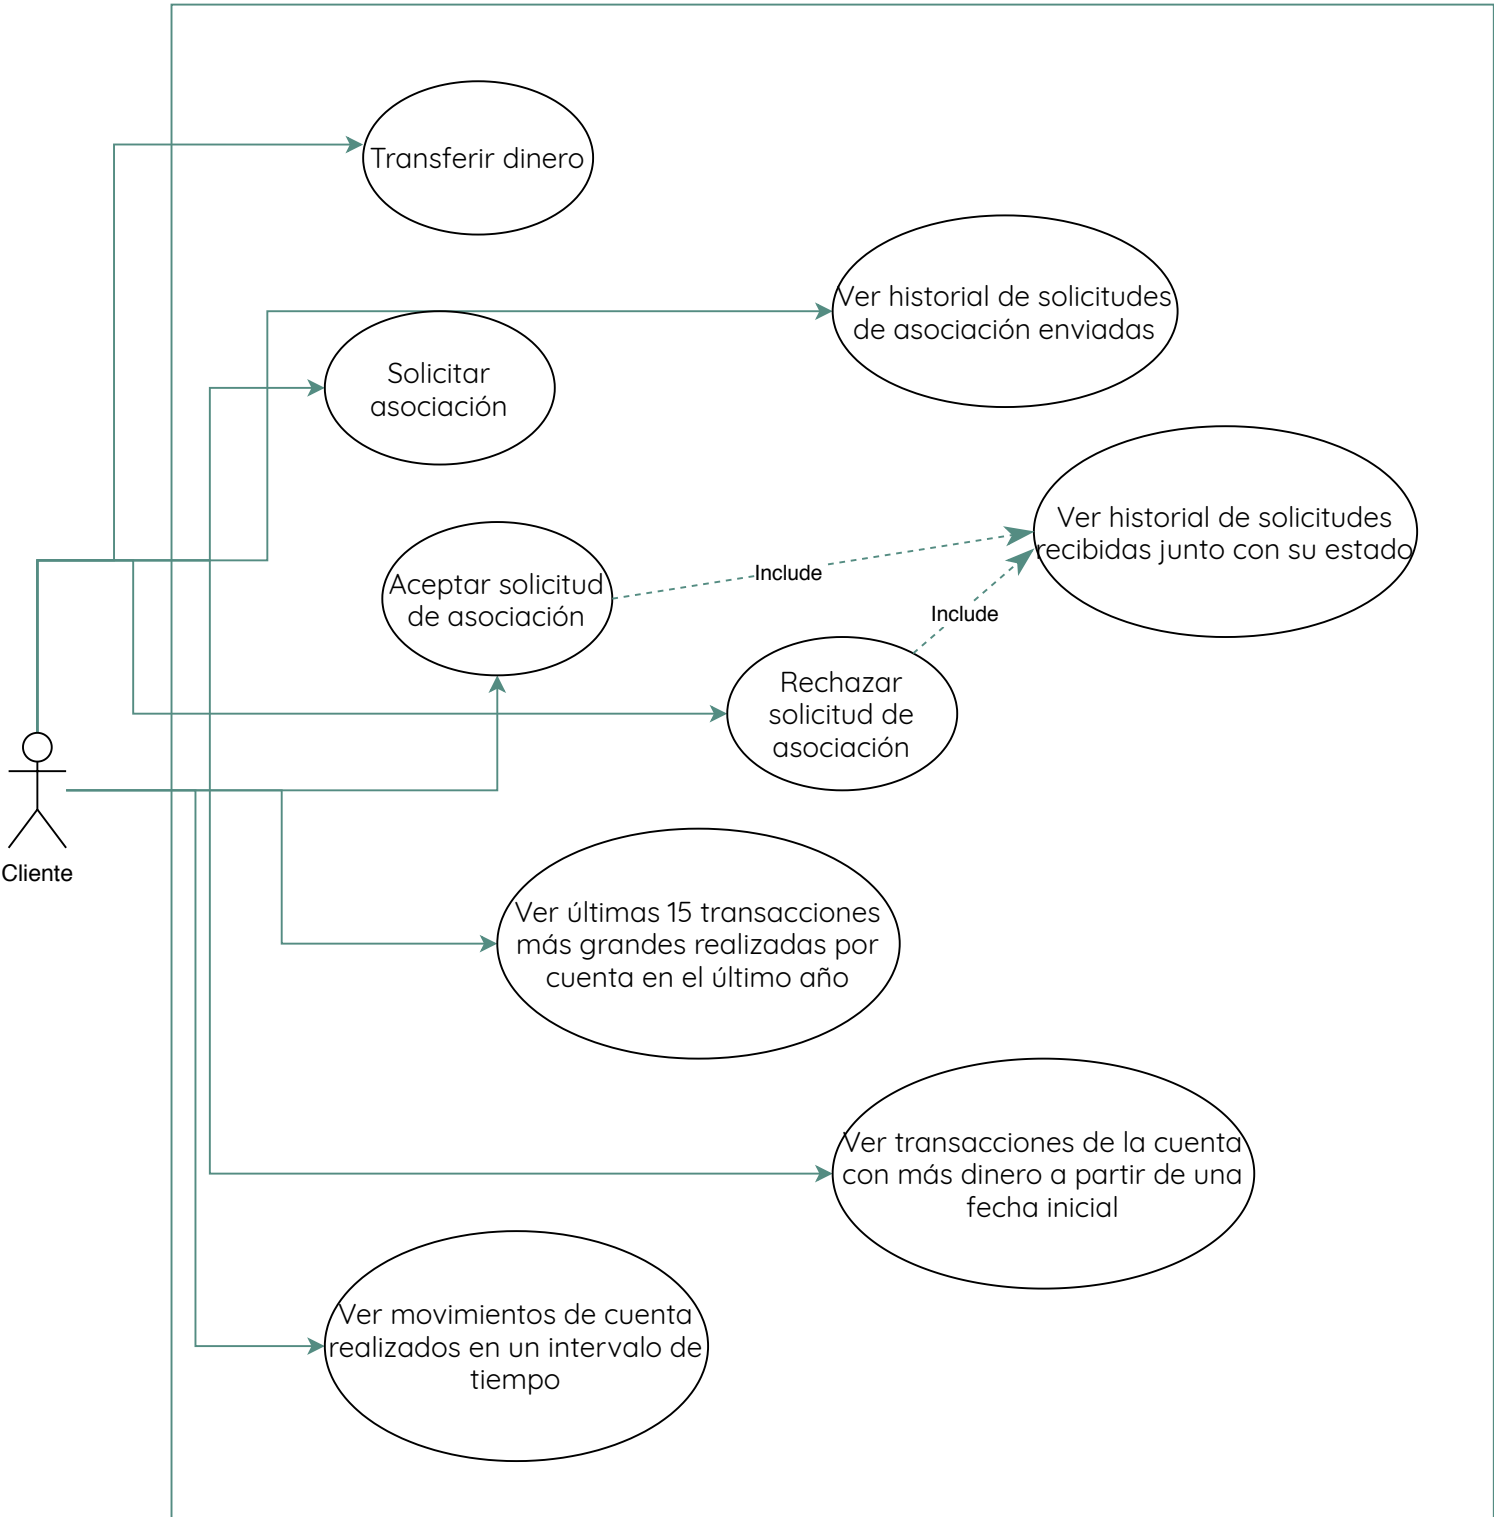 Transferir dinero
Ver historial de solicitudes
de asociación enviadas
Solicitar
asociación
Ver historial de solicitudes
recibidas junto con su estado
Aceptar solicitud
de asociación
Include
Include
Rechazar
solicitud de
asociación
Cliente
Ver últimas 15 transacciones
más grandes realizadas por
cuenta en el último año
Ver transacciones de la cuenta
con más dinero a partir de una
fecha inicial
Ver movimientos de cuenta
realizados en un intervalo de
tiempo